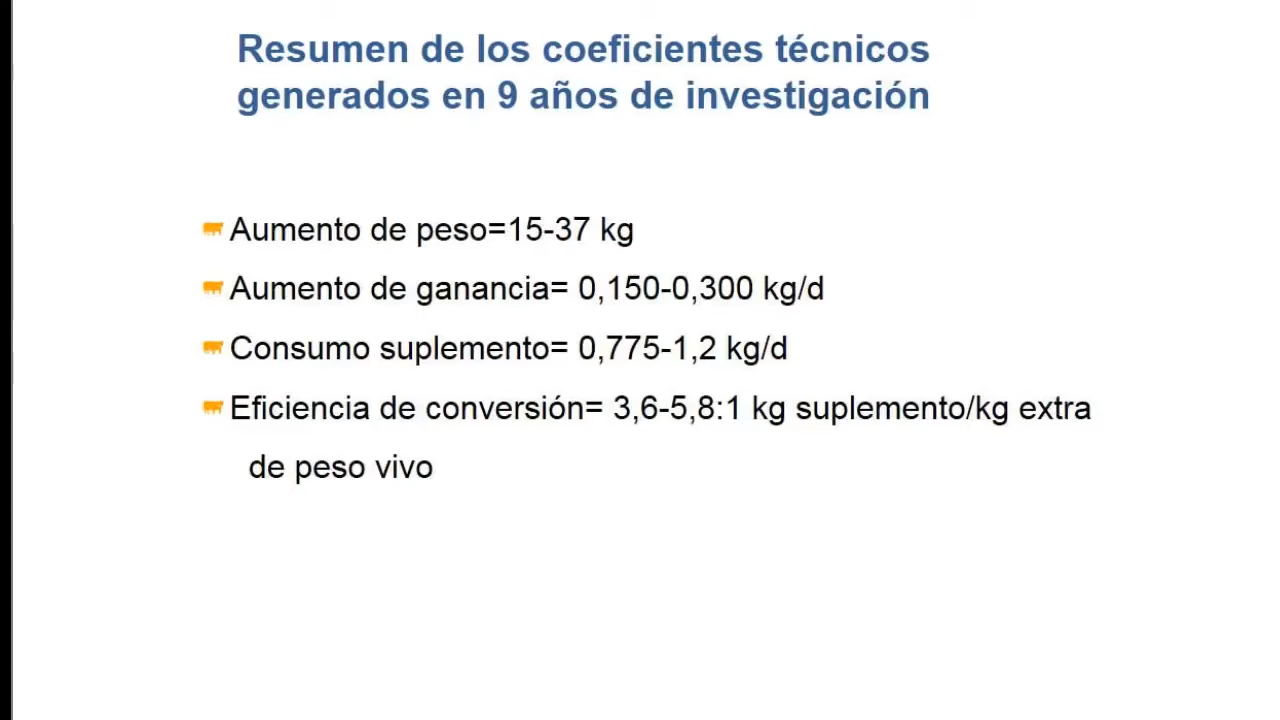 Resumen de los coeficientes técnicos
generados en 9 años de investigación
Aumento de peso=15-37 kg
Aumento de ganancia= 0,150-0,300 kg/d
Consumo suplemento= 0,775-1,2 kg/d
Eficiencia de conversión= 3,6-5,8:1 kg suplemento/kg extra
de peso vivo